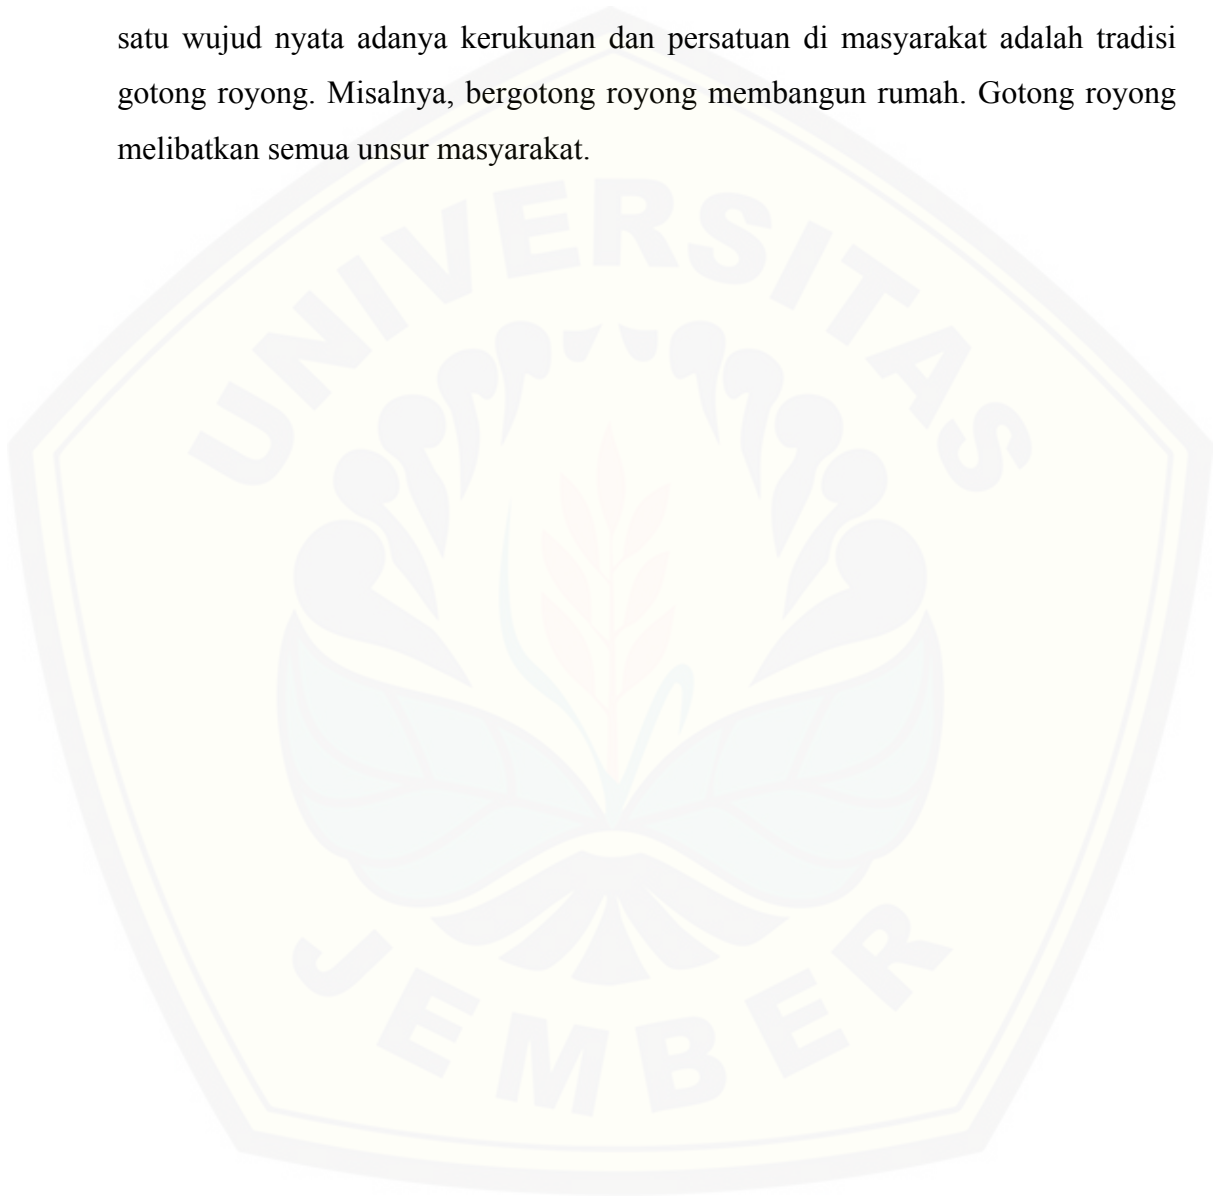 satu wujud nyata adanya kerukunan dan persatuan di masyarakat adalah tradisi
gotong royong. Misalnya, bergotong royong membangun rumah. Gotong royong
melibatkan semua unsur masyarakat.
UNIVERSITAS
JEMBER